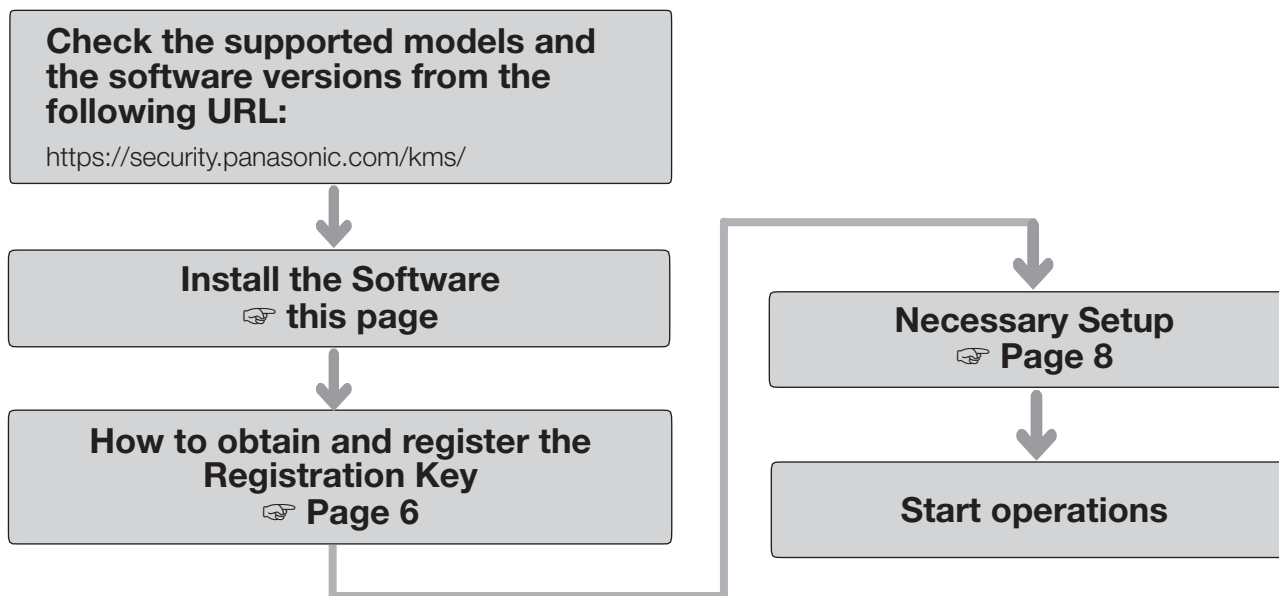 Check the supported models and
the software versions from the
following URL:
https://security.panasonic.com/kms/
Install the Software
☞ this page
How to obtain and register the
Registration Key
☞ Page 6
Necessary Setup
☞ Page 8
Start operations